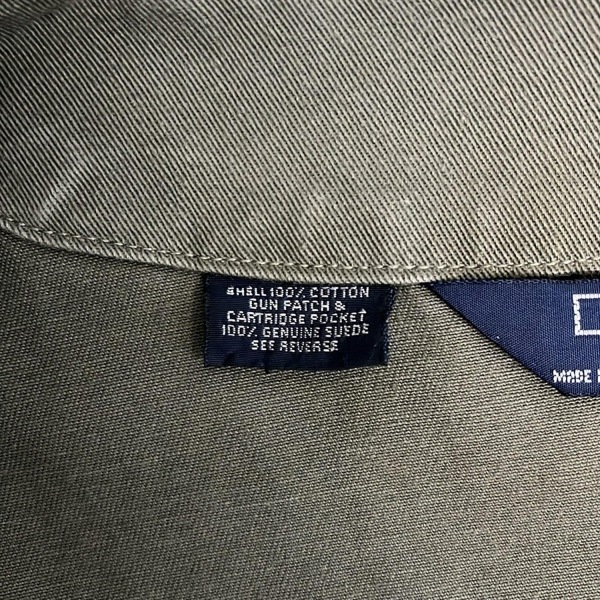 SHELL 100% COTTON
GUN PATCH &
CARTRIDGE POCKET
100% GENUINE SUEDE
SEE REVERSE
MADE